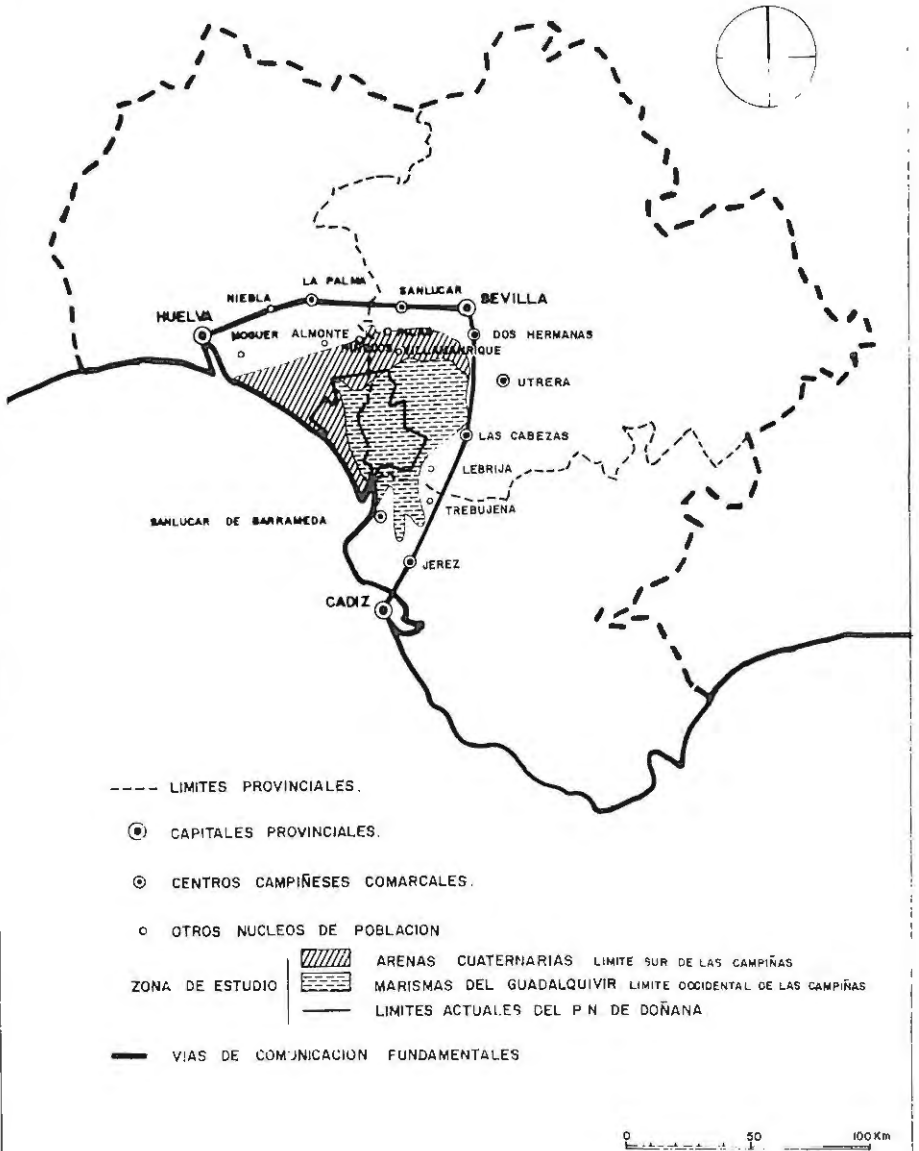 LA PALMA
SANLUCAR
NIEBLA
SEVILLA
HUELVA
MOGUER
ALMONTE
PILAS
DOS HERMANAS
HINOJOS
VILLAMANRIQUE
UTRERA
LAS CABEZAS
LEBRIJA
TREBUJENA
SANLUCAR DE BARRAMEDA
JEREZ
CADIZ
LIMITES PROVINCIALES.
CAPITALES PROVINCIALES.
CENTROS CAMPIÑESES COMARCALES.
OTROS NUCLEOS DE POBLACION
ZONA DE ESTUDIO
ARENAS CUATERNARIAS LIMITE SUR DE LAS CAMPIÑAS
MARISMAS DEL GUADALQUIVIR LIMITE OCCIDENTAL DE LAS CAMPIÑAS
LIMITES ACTUALES DEL P.N DE DOÑANA
VIAS DE COMUNICACION FUNDAMENTALES
0 50 100 Km